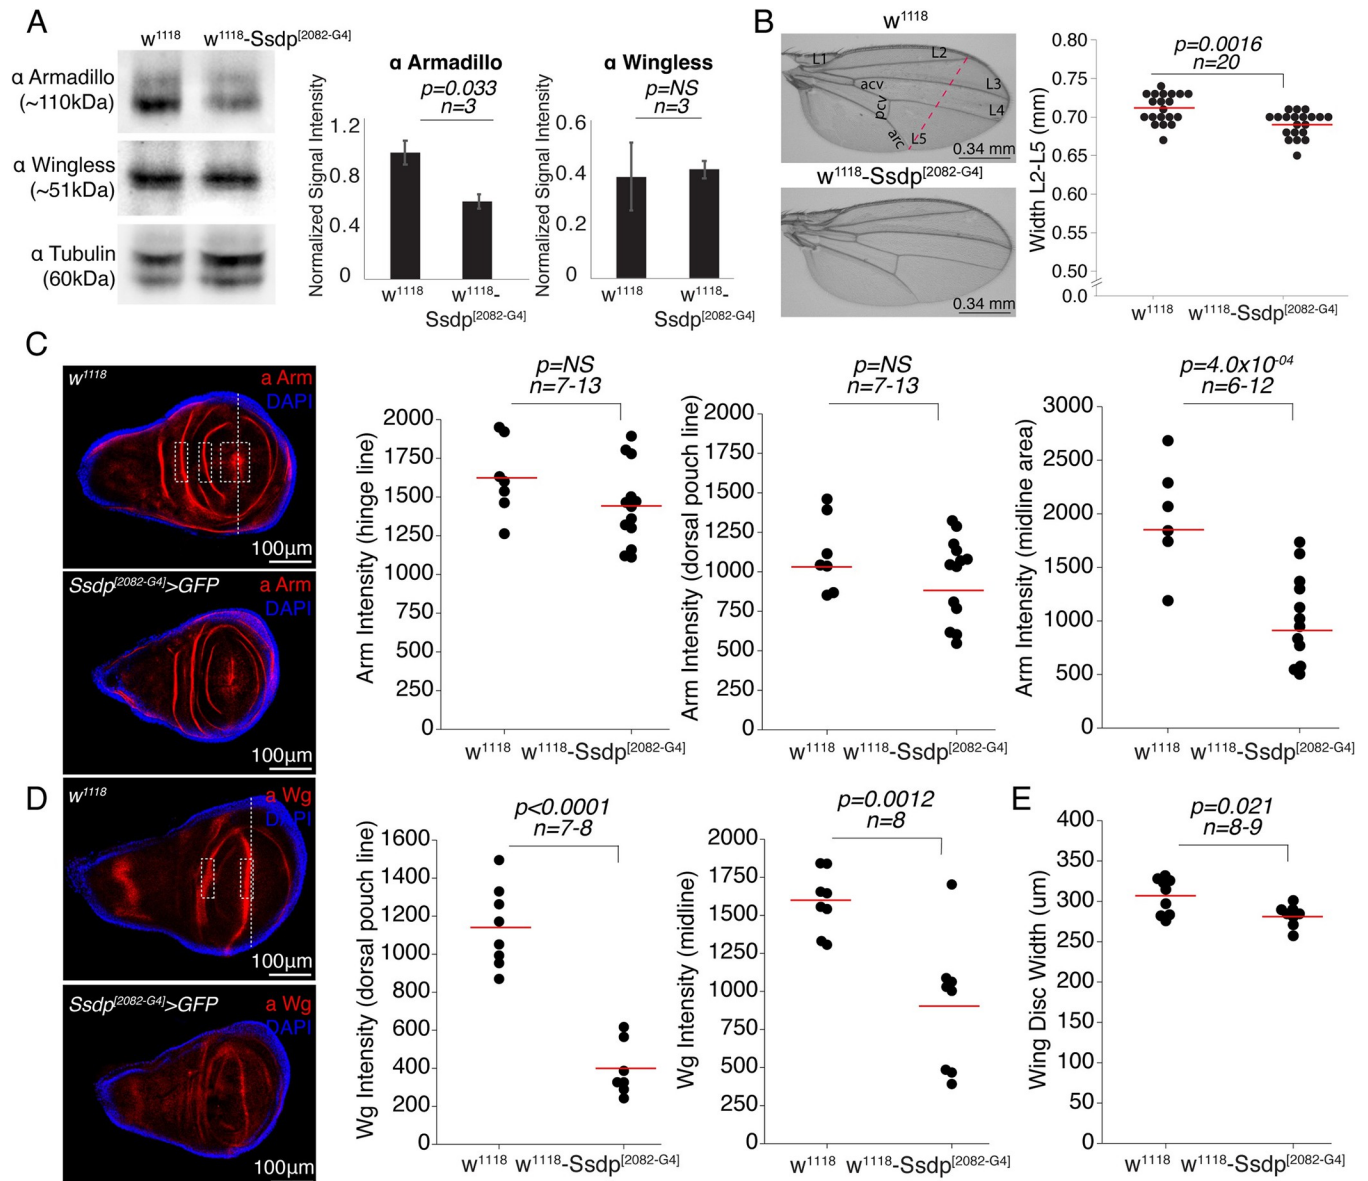 A
w1118 w1118-Ssdp[2082-G4]
α Armadillo
(~110kDa)
α Wingless
(~51kDa)
α Tubulin
(60kDa)
α Armadillo
p=0.033
n=3
Normalized Signal Intensity
1.2
0.8
0.4
0
w1118 w1118-
Ssdp[2082-G4]
α Wingless
p=NS
n=3
Normalized Signal Intensity
0.6
0.4
0.2
0
w1118 w1118-
Ssdp[2082-G4]
B
w1118
L1
L2
L3
L4
L5
acv
pcv
arc
0.34 mm
w1118-Ssdp[2082-G4]
0.34 mm
p=0.0016
n=20
Width L2-L5 (mm)
0.80
0.75
0.70
0.65
0.60
0.55
0.50
0.0
w1118 w1118-Ssdp[2082-G4]
C
w1118 a Arm
DAPI
100µm
Ssdp[2082-G4]>GFP a Arm
DAPI
100µm
p=NS
n=7-13
Arm Intensity (hinge line)
2000
1750
1500
1250
1000
750
500
250
0
w1118 w1118-Ssdp[2082-G4]
p=NS
n=7-13
Arm Intensity (dorsal pouch line)
2000
1750
1500
1250
1000
750
500
250
0
w1118 w1118-Ssdp[2082-G4]
p=4.0x10-04
n=6-12
Arm Intensity (midline area)
3000
2500
2000
1500
1000
500
0
w1118 w1118-Ssdp[2082-G4]
D
w1118 a Wg
DAPI
100µm
Ssdp[2082-G4]>GFP a Wg
DAPI
100µm
p<0.0001
n=7-8
Wg Intensity (dorsal pouch line)
1600
1400
1200
1000
800
600
400
200
0
w1118 w1118-Ssdp[2082-G4]
p=0.0012
n=8
Wg Intensity (midline)
2000
1750
1500
1250
1000
750
500
250
0
w1118 w1118-Ssdp[2082-G4]
E
p=0.021
n=8-9
Wing Disc Width (um)
400
350
300
250
200
150
100
50
0
w1118 w1118-Ssdp[2082-G4]